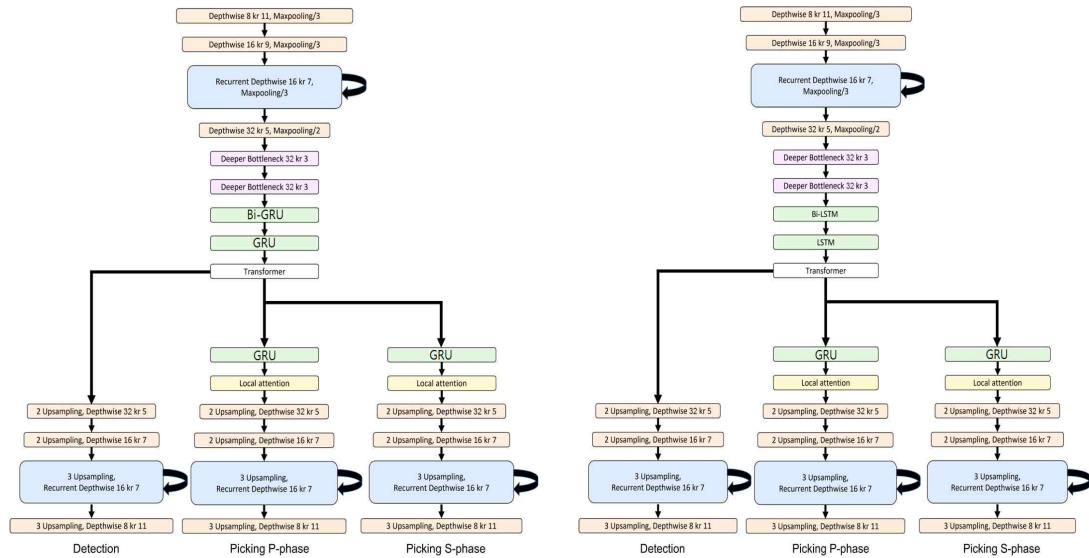 Depthwise 8 kr 11, Maxpooling/3
Depthwise 16 kr 9, Maxpooling/3
Recurrent Depthwise 16 kr 7,
Maxpooling/3
Depthwise 32 kr 5, Maxpooling/2
Deeper Bottleneck 32 kr 3
Deeper Bottleneck 32 kr 3
Bi-GRU
GRU
Transformer
GRU
GRU
Local attention
Local attention
2 Upsampling, Depthwise 32 kr 5
2 Upsampling, Depthwise 32 kr 5
2 Upsampling, Depthwise 32 kr 5
2 Upsampling, Depthwise 16 kr 7
2 Upsampling, Depthwise 16 kr 7
2 Upsampling, Depthwise 16 kr 7
3 Upsampling,
Recurrent Depthwise 16 kr 7
3 Upsampling,
Recurrent Depthwise 16 kr 7
3 Upsampling,
Recurrent Depthwise 16 kr 7
3 Upsampling, Depthwise 8 kr 11
3 Upsampling, Depthwise 8 kr 11
3 Upsampling, Depthwise 8 kr 11
Detection
Picking P-phase
Picking S-phase
Depthwise 8 kr 11, Maxpooling/3
Depthwise 16 kr 9, Maxpooling/3
Recurrent Depthwise 16 kr 7,
Maxpooling/3
Depthwise 32 kr 5, Maxpooling/2
Deeper Bottleneck 32 kr 3
Deeper Bottleneck 32 kr 3
Bi-LSTM
LSTM
Transformer
GRU
GRU
Local attention
Local attention
2 Upsampling, Depthwise 32 kr 5
2 Upsampling, Depthwise 32 kr 5
2 Upsampling, Depthwise 32 kr 5
2 Upsampling, Depthwise 16 kr 7
2 Upsampling, Depthwise 16 kr 7
2 Upsampling, Depthwise 16 kr 7
3 Upsampling,
Recurrent Depthwise 16 kr 7
3 Upsampling,
Recurrent Depthwise 16 kr 7
3 Upsampling,
Recurrent Depthwise 16 kr 7
3 Upsampling, Depthwise 8 kr 11
3 Upsampling, Depthwise 8 kr 11
3 Upsampling, Depthwise 8 kr 11
Detection
Picking P-phase
Picking S-phase